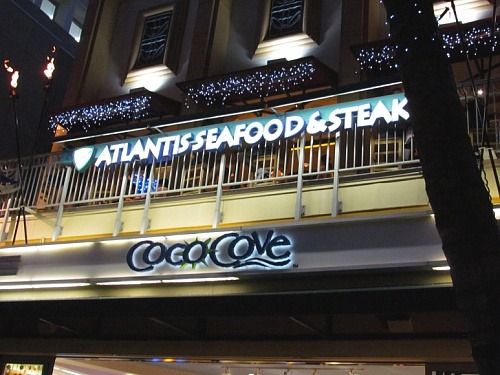 ATLANTIS SEAFOOD & STEAK
COCO COVE